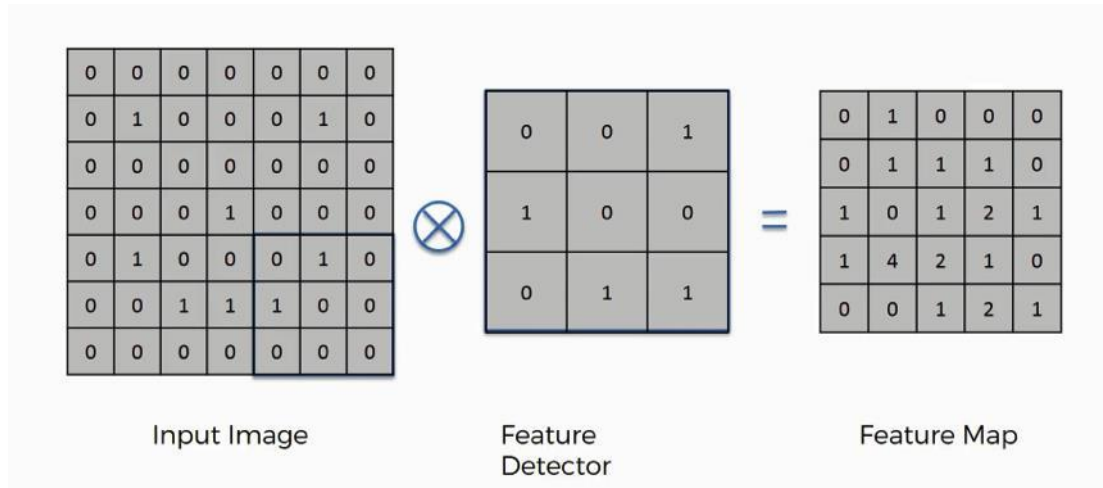 0 0 0 0 0 0 0
0 1 0 0 0 1 0
0 0 0 0 0 0 0
0 0 0 1 0 0 0
0 1 0 0 0 1 0
0 0 1 1 1 0 0
0 0 0 0 0 0 0
Input Image
0 0 1
1 0 0
0 1 1
Feature
Detector
=
0 1 0 0 0
0 1 1 1 0
1 0 1 2 1
1 4 2 1 0
0 0 1 2 1
Feature Map